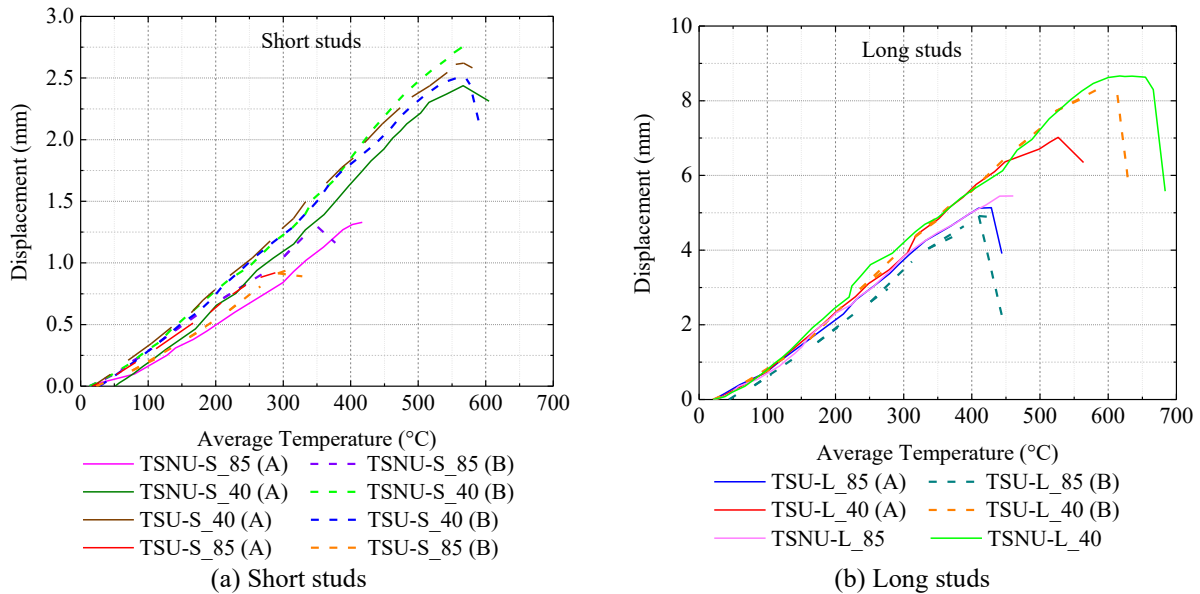 3.0
2.5
2.0
1.5
1.0
0.5
0.0
Displacement (mm)
Short studs
0 100 200 300 400 500 600 700
Average Temperature (°C)
TSNU-S_85 (A) TSNU-S_85 (B)
TSNU-S_40 (A) TSNU-S_40 (B)
TSU-S_40 (A) TSU-S_40 (B)
TSU-S_85 (A) TSU-S_85 (B)
(a) Short studs
10
8
6
4
2
0
Displacement (mm)
Long studs
0 100 200 300 400 500 600 700
Average Temperature (°C)
TSU-L_85 (A) TSU-L_85 (B)
TSU-L_40 (A) TSU-L_40 (B)
TSNU-L_85 TSNU-L_40
(b) Long studs